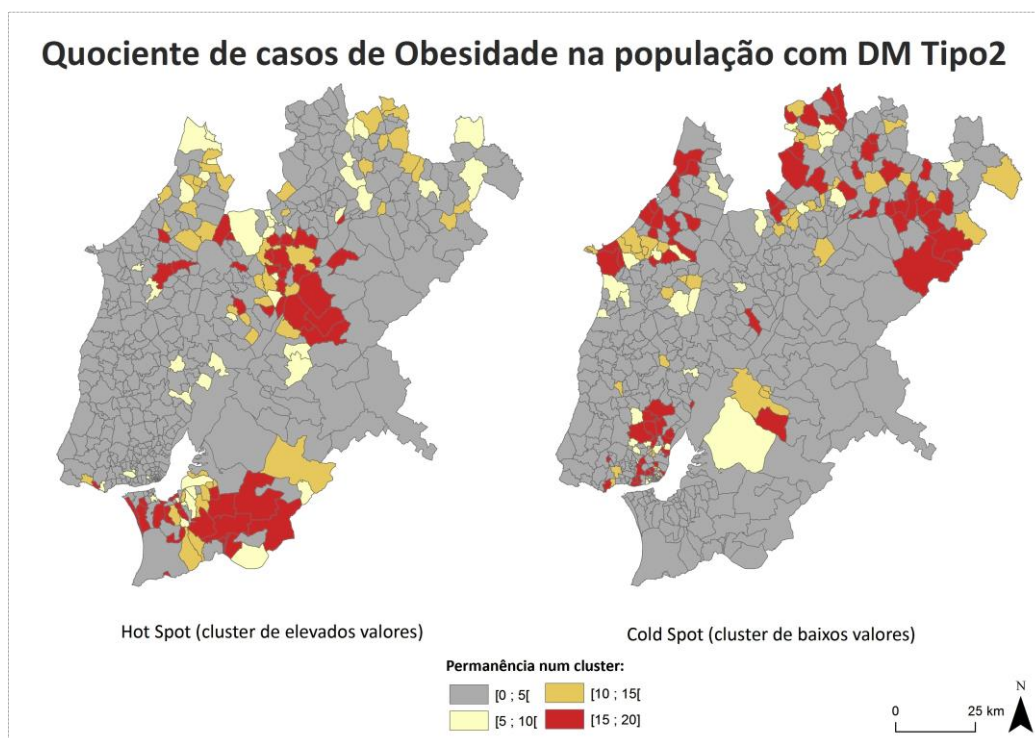 Quociente de casos de Obesidade na população com DM Tipo2
Hot Spot (cluster de elevados valores)
Cold Spot (cluster de baixos valores)
Permanência num cluster:
[0 ; 5[
[10 ; 15[
[5 ; 10[
[15 ; 20]
N
0 25 km